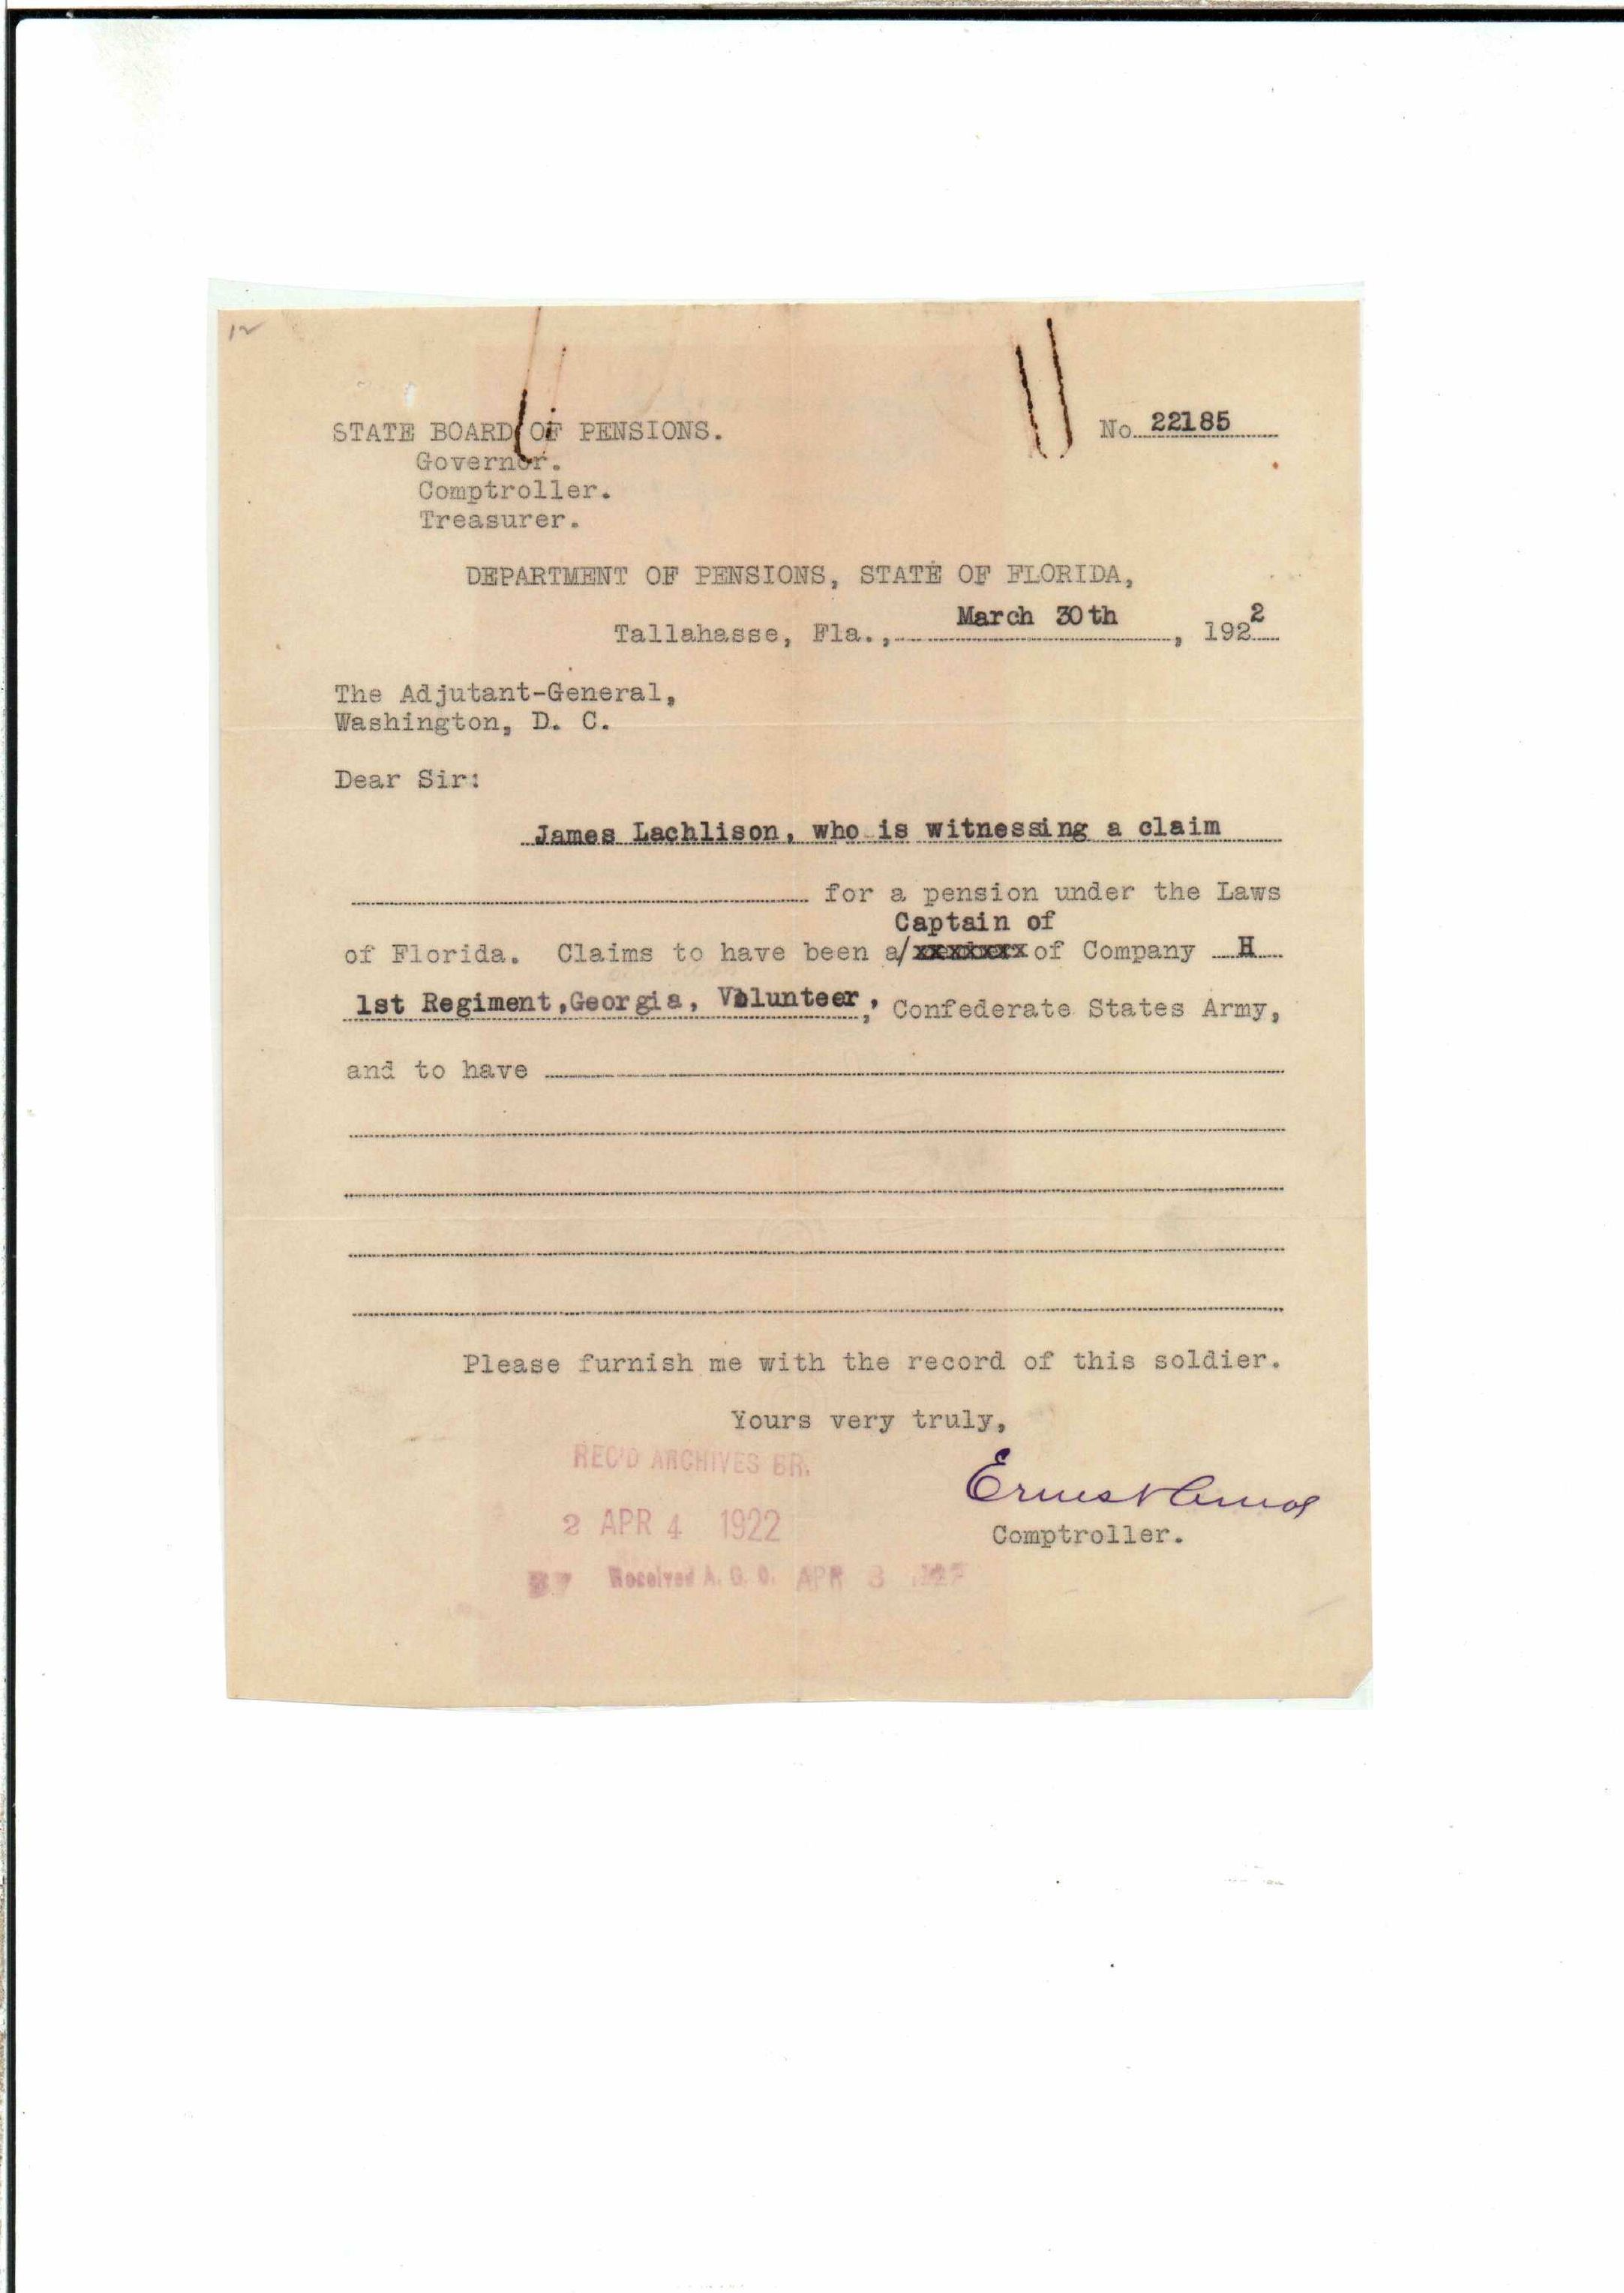 12
STATE BOARD OF PENSIONS.
No 22185
Governor.
Comptroller.
Treasurer.
DEPARTMENT OF PENSIONS, STATE OF FLORIDA,
Tallahasse, Fla., March 30th, 1922
The Adjutant-General,
Washington, D. C.
Dear Sir:
James Lachlison, who is witnessing a claim
for a pension under the Laws
Captain of
of Florida. Claims to have been a/ xxxxxxx of Company H
1st Regiment, Georgia, Volunteer, Confederate States Army,
and to have
Please furnish me with the record of this soldier.
Yours very truly,
REC'D ARCHIVES BR.
Ernest Amos
2 APR 4 1922
Comptroller.
Received A. G. O. APR 3